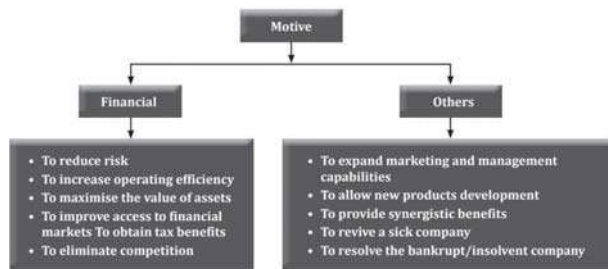 Motive
Financial
Others
• To reduce risk
• To increase operating efficiency
• To maximise the value of assets
• To improve access to financial
markets To obtain tax benefits
• To eliminate competition
• To expand marketing and management
capabilities
• To allow new products development
• To provide synergistic benefits
• To revive a sick company
• To resolve the bankrupt/insolvent company